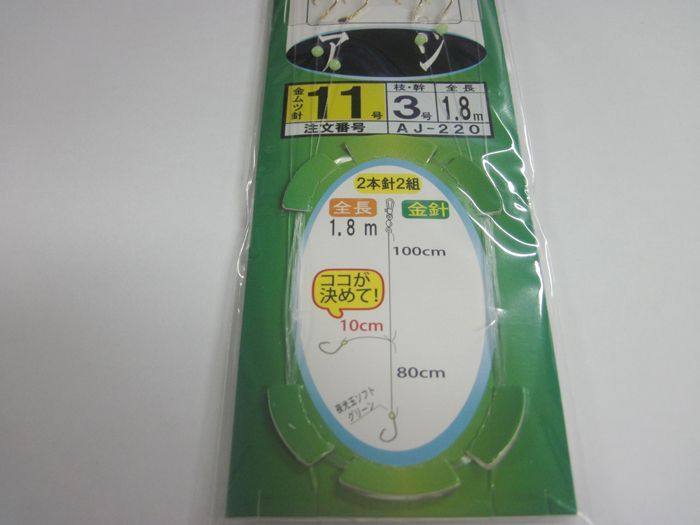 アジ
金ムツ針 11号
枝・幹 3号
全長 1.8m
注文番号 AJ-220
2本針2組
全長 金針
1.8m
100cm
ココが
決めて!
10cm
80cm
夜光玉ソフト
グリーン